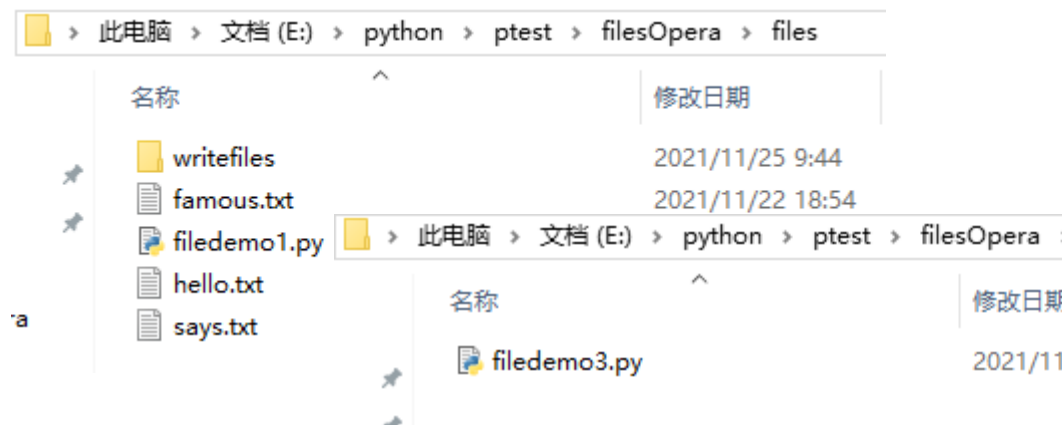 此电脑 > 文档 (E:) > python > ptest > filesOpera > files
名称 修改日期
writefiles 2021/11/25 9:44
famous.txt 2021/11/22 18:54
filedemo1.py
hello.txt
says.txt
ra
此电脑 > 文档 (E:) > python > ptest > filesOpera
名称 修改日期
filedemo3.py 2021/11